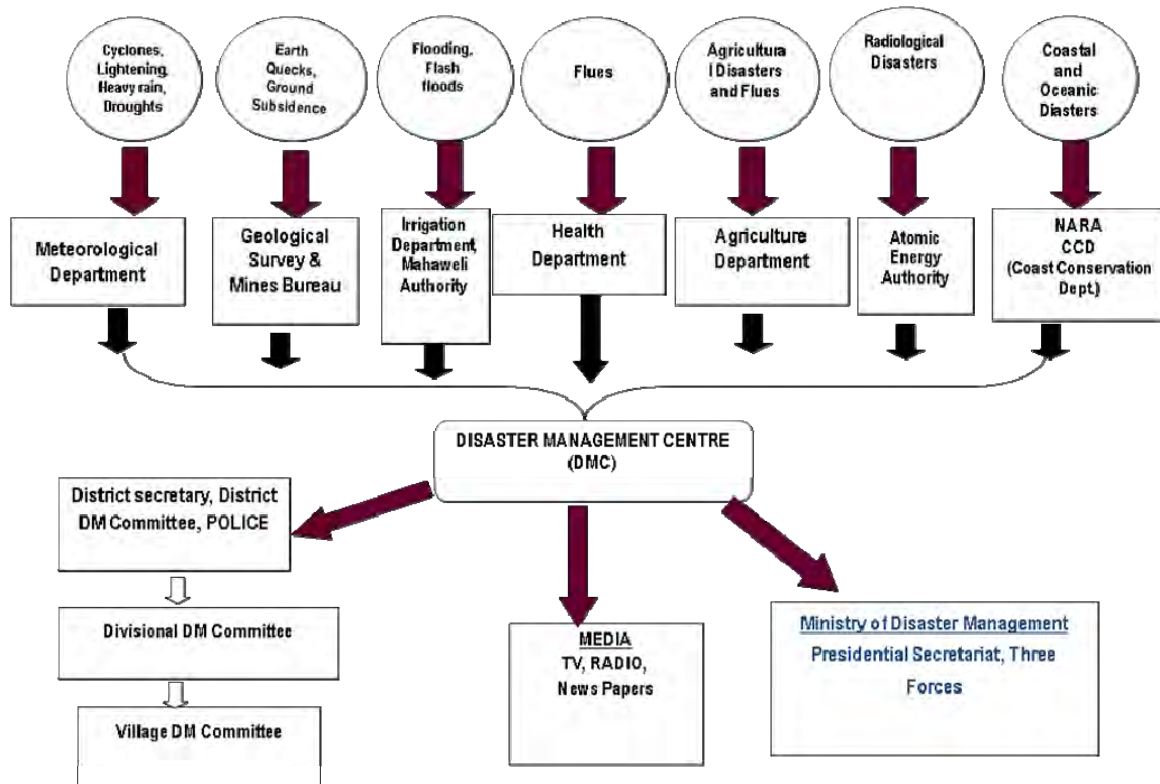 Cyclones,
Lightening,
Heavy rain,
Droughts
Earth
Quecks,
Ground
Subsidence
Flooding,
Flash
floods
Flues
Agricultura
l Disasters
and Flues
Radiological
Disasters
Coastal
and
Oceanic
Diasters
Meteorological
Department
Geological
Survey &
Mines Bureau
Irrigation
Department,
Mahaweli
Authority
Health
Department
Agriculture
Department
Atomic
Energy
Authority
NARA
CCD
(Coast Conservation
Dept.)
DISASTER MANAGEMENT CENTRE
(DMC)
District secretary, District
DM Committee, POLICE
Divisional DM Committee
Village DM Committee
MEDIA
TV, RADIO,
News Papers
Ministry of Disaster Management
Presidential Secretariat, Three
Forces